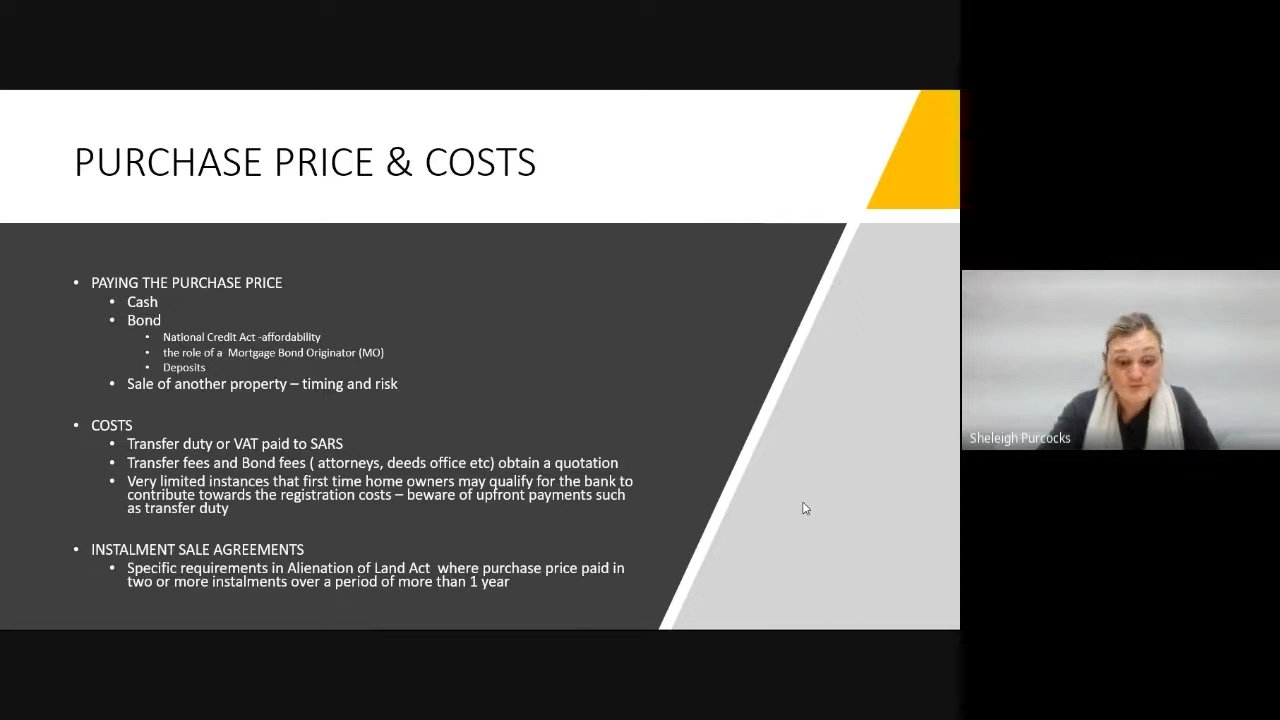 PURCHASE PRICE & COSTS
• PAYING THE PURCHASE PRICE
• Cash
• Bond
• National Credit Act -affordability
• the role of a  Mortgage Bond Originator (MO)
• Deposits
• Sale of another property – timing and risk
• COSTS
• Transfer duty or VAT paid to SARS
• Transfer fees and Bond fees ( attorneys, deeds office etc) obtain a quotation
• Very limited instances that first time home owners may qualify for the bank to
contribute towards the registration costs – beware of upfront payments such
as transfer duty
• INSTALMENT SALE AGREEMENTS
• Specific requirements in Alienation of Land Act  where purchase price paid in
two or more instalments over a period of more than 1 year
Sheleigh Purcocks